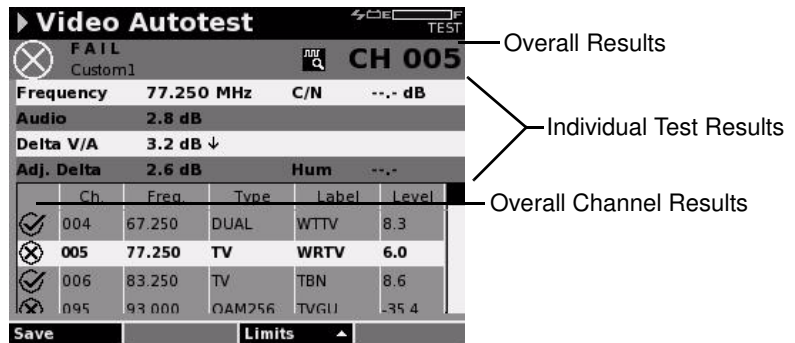 Video Autotest
E F
TEST
FAIL
Custom1
CH 005
Frequency 77.250 MHz C/N --.- dB
Audio 2.8 dB
Delta V/A 3.2 dB ↓
Adj. Delta 2.6 dB Hum --.-
Ch. Freq. Type Label Level
004 67.250 DUAL WTTV 8.3
005 77.250 TV WRTV 6.0
006 83.250 TV TBN 8.6
095 93.000 QAM256 TVGU -35.4
Save Limits
Overall Results
Individual Test Results
Overall Channel Results